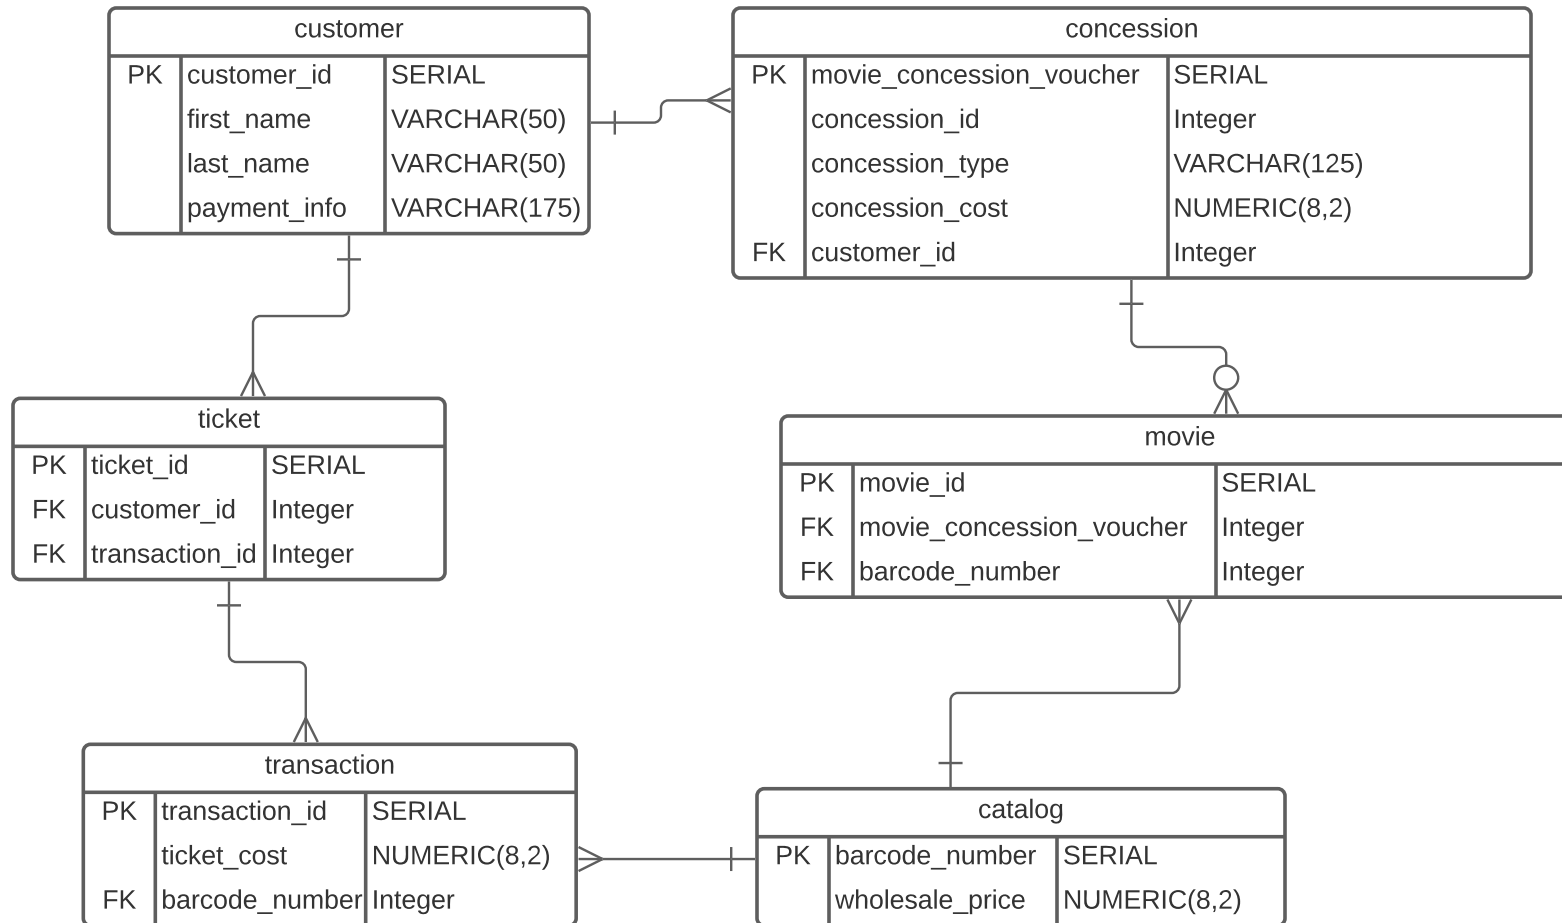 customer
PK customer_id SERIAL
first_name VARCHAR(50)
last_name VARCHAR(50)
payment_info VARCHAR(175)
concession
PK movie_concession_voucher SERIAL
concession_id Integer
concession_type VARCHAR(125)
concession_cost NUMERIC(8,2)
FK customer_id Integer
ticket
PK ticket_id SERIAL
FK customer_id Integer
FK transaction_id Integer
movie
PK movie_id SERIAL
FK movie_concession_voucher Integer
FK barcode_number Integer
transaction
PK transaction_id SERIAL
ticket_cost NUMERIC(8,2)
FK barcode_number Integer
catalog
PK barcode_number SERIAL
wholesale_price NUMERIC(8,2)